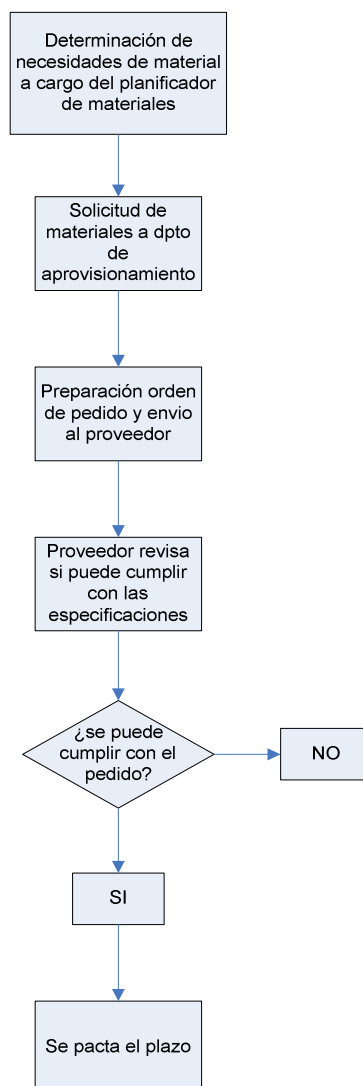 Determinación de
necesidades de material
a cargo del planificador
de materiales
Solicitud de
materiales a dpto
de
aprovisionamiento
Preparación orden
de pedido y envio
al proveedor
Proveedor revisa
si puede cumplir
con las
especificaciones
¿se puede
cumplir con el
pedido?
NO
SI
Se pacta el plazo